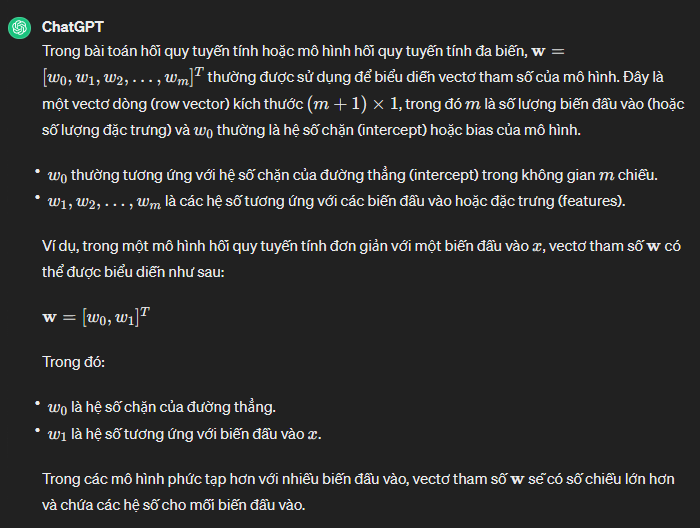 ChatGPT
Trong bài toán hồi quy tuyến tính hoặc mô hình hồi quy tuyến tính đa biến, w =
[w₀, w₁, w₂, . . . , wₘ]ᵀ thường được sử dụng để biểu diễn vectơ tham số của mô hình. Đây là
một vectơ dòng (row vector) kích thước (m + 1) × 1, trong đó m là số lượng biến đầu vào (hoặc
số lượng đặc trưng) và w₀ thường là hệ số chặn (intercept) hoặc bias của mô hình.
• w₀ thường tương ứng với hệ số chặn của đường thẳng (intercept) trong không gian m chiều.
• w₁, w₂, . . . , wₘ là các hệ số tương ứng với các biến đầu vào hoặc đặc trưng (features).
Ví dụ, trong một mô hình hồi quy tuyến tính đơn giản với một biến đầu vào x, vectơ tham số w có
thể được biểu diễn như sau:
w = [w₀, w₁]ᵀ
Trong đó:
• w₀ là hệ số chặn của đường thẳng.
• w₁ là hệ số tương ứng với biến đầu vào x.
Trong các mô hình phức tạp hơn với nhiều biến đầu vào, vectơ tham số w sẽ có số chiều lớn hơn
và chứa các hệ số cho mỗi biến đầu vào.